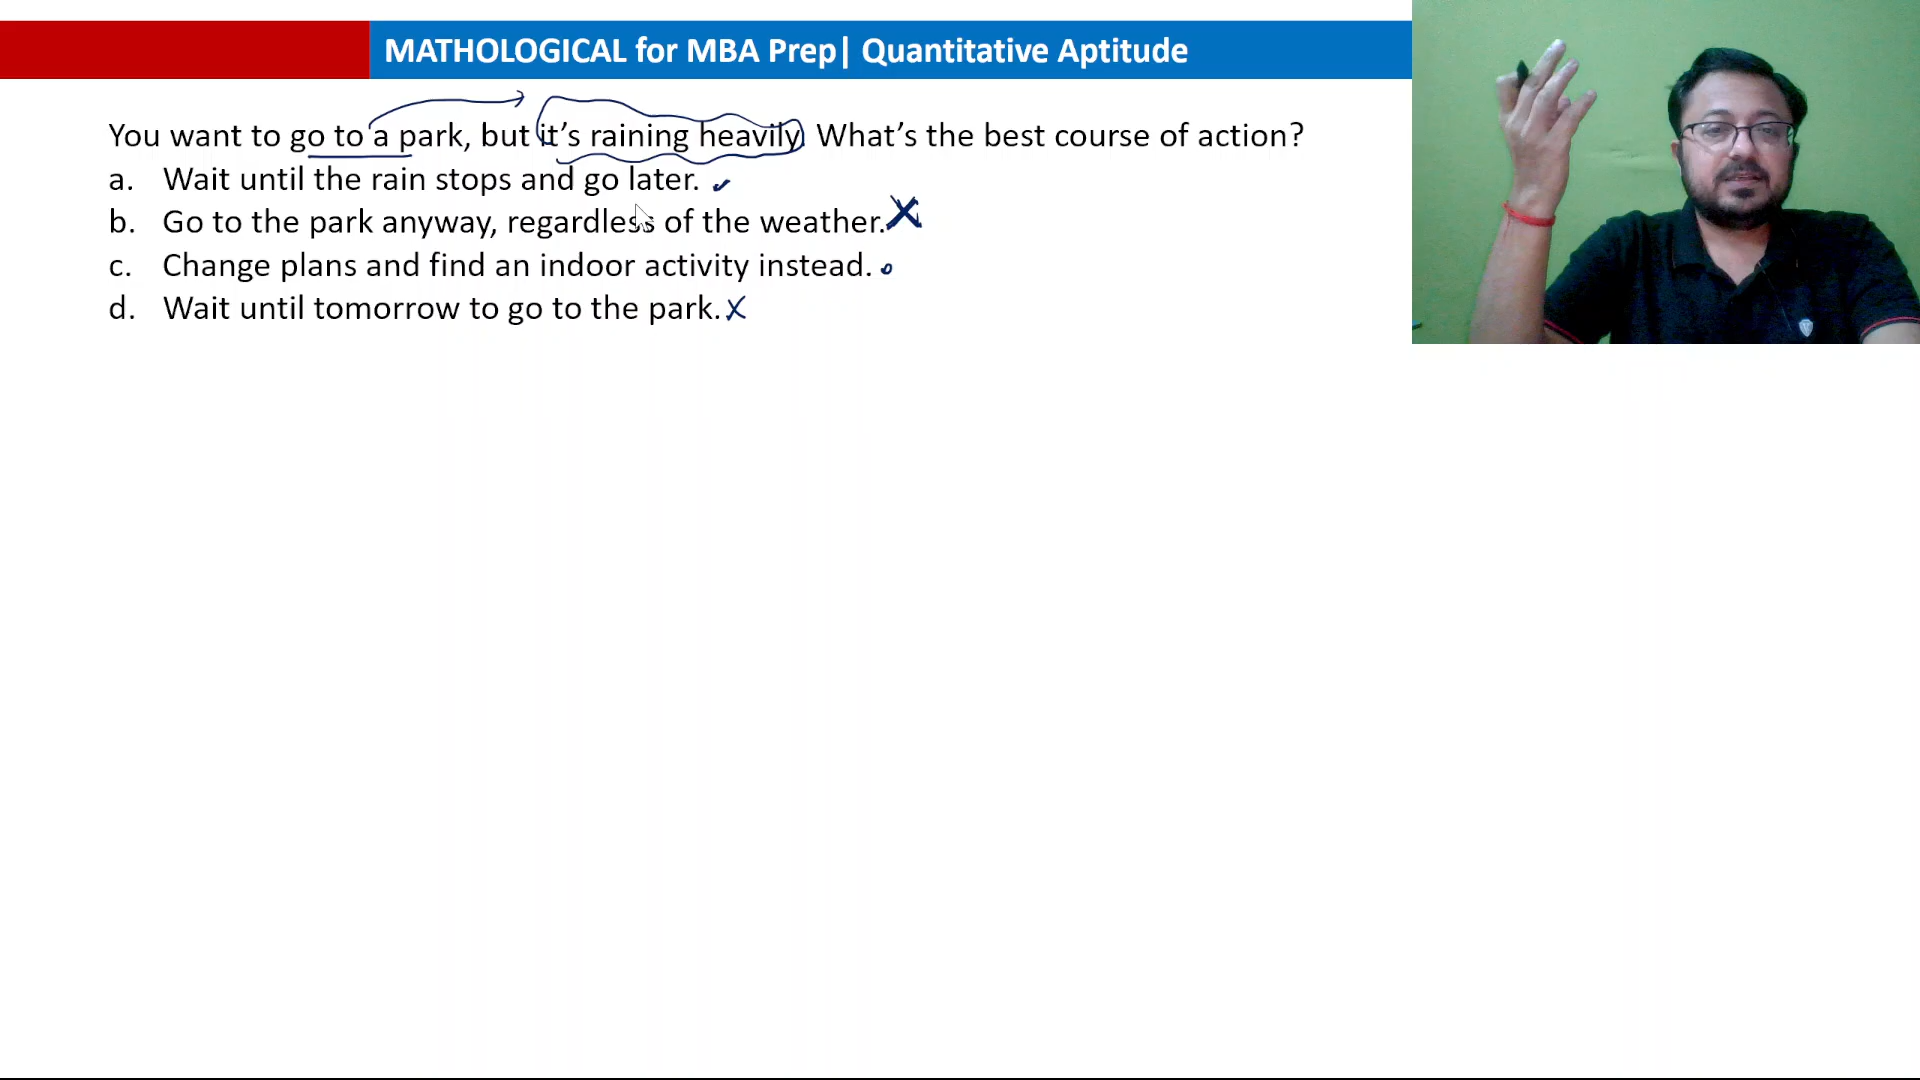 MATHOLOGICAL for MBA Prep| Quantitative Aptitude
You want to go to a park, but it’s raining heavily. What’s the best course of action?
a. Wait until the rain stops and go later.
b. Go to the park anyway, regardless of the weather.
c. Change plans and find an indoor activity instead.
d. Wait until tomorrow to go to the park.